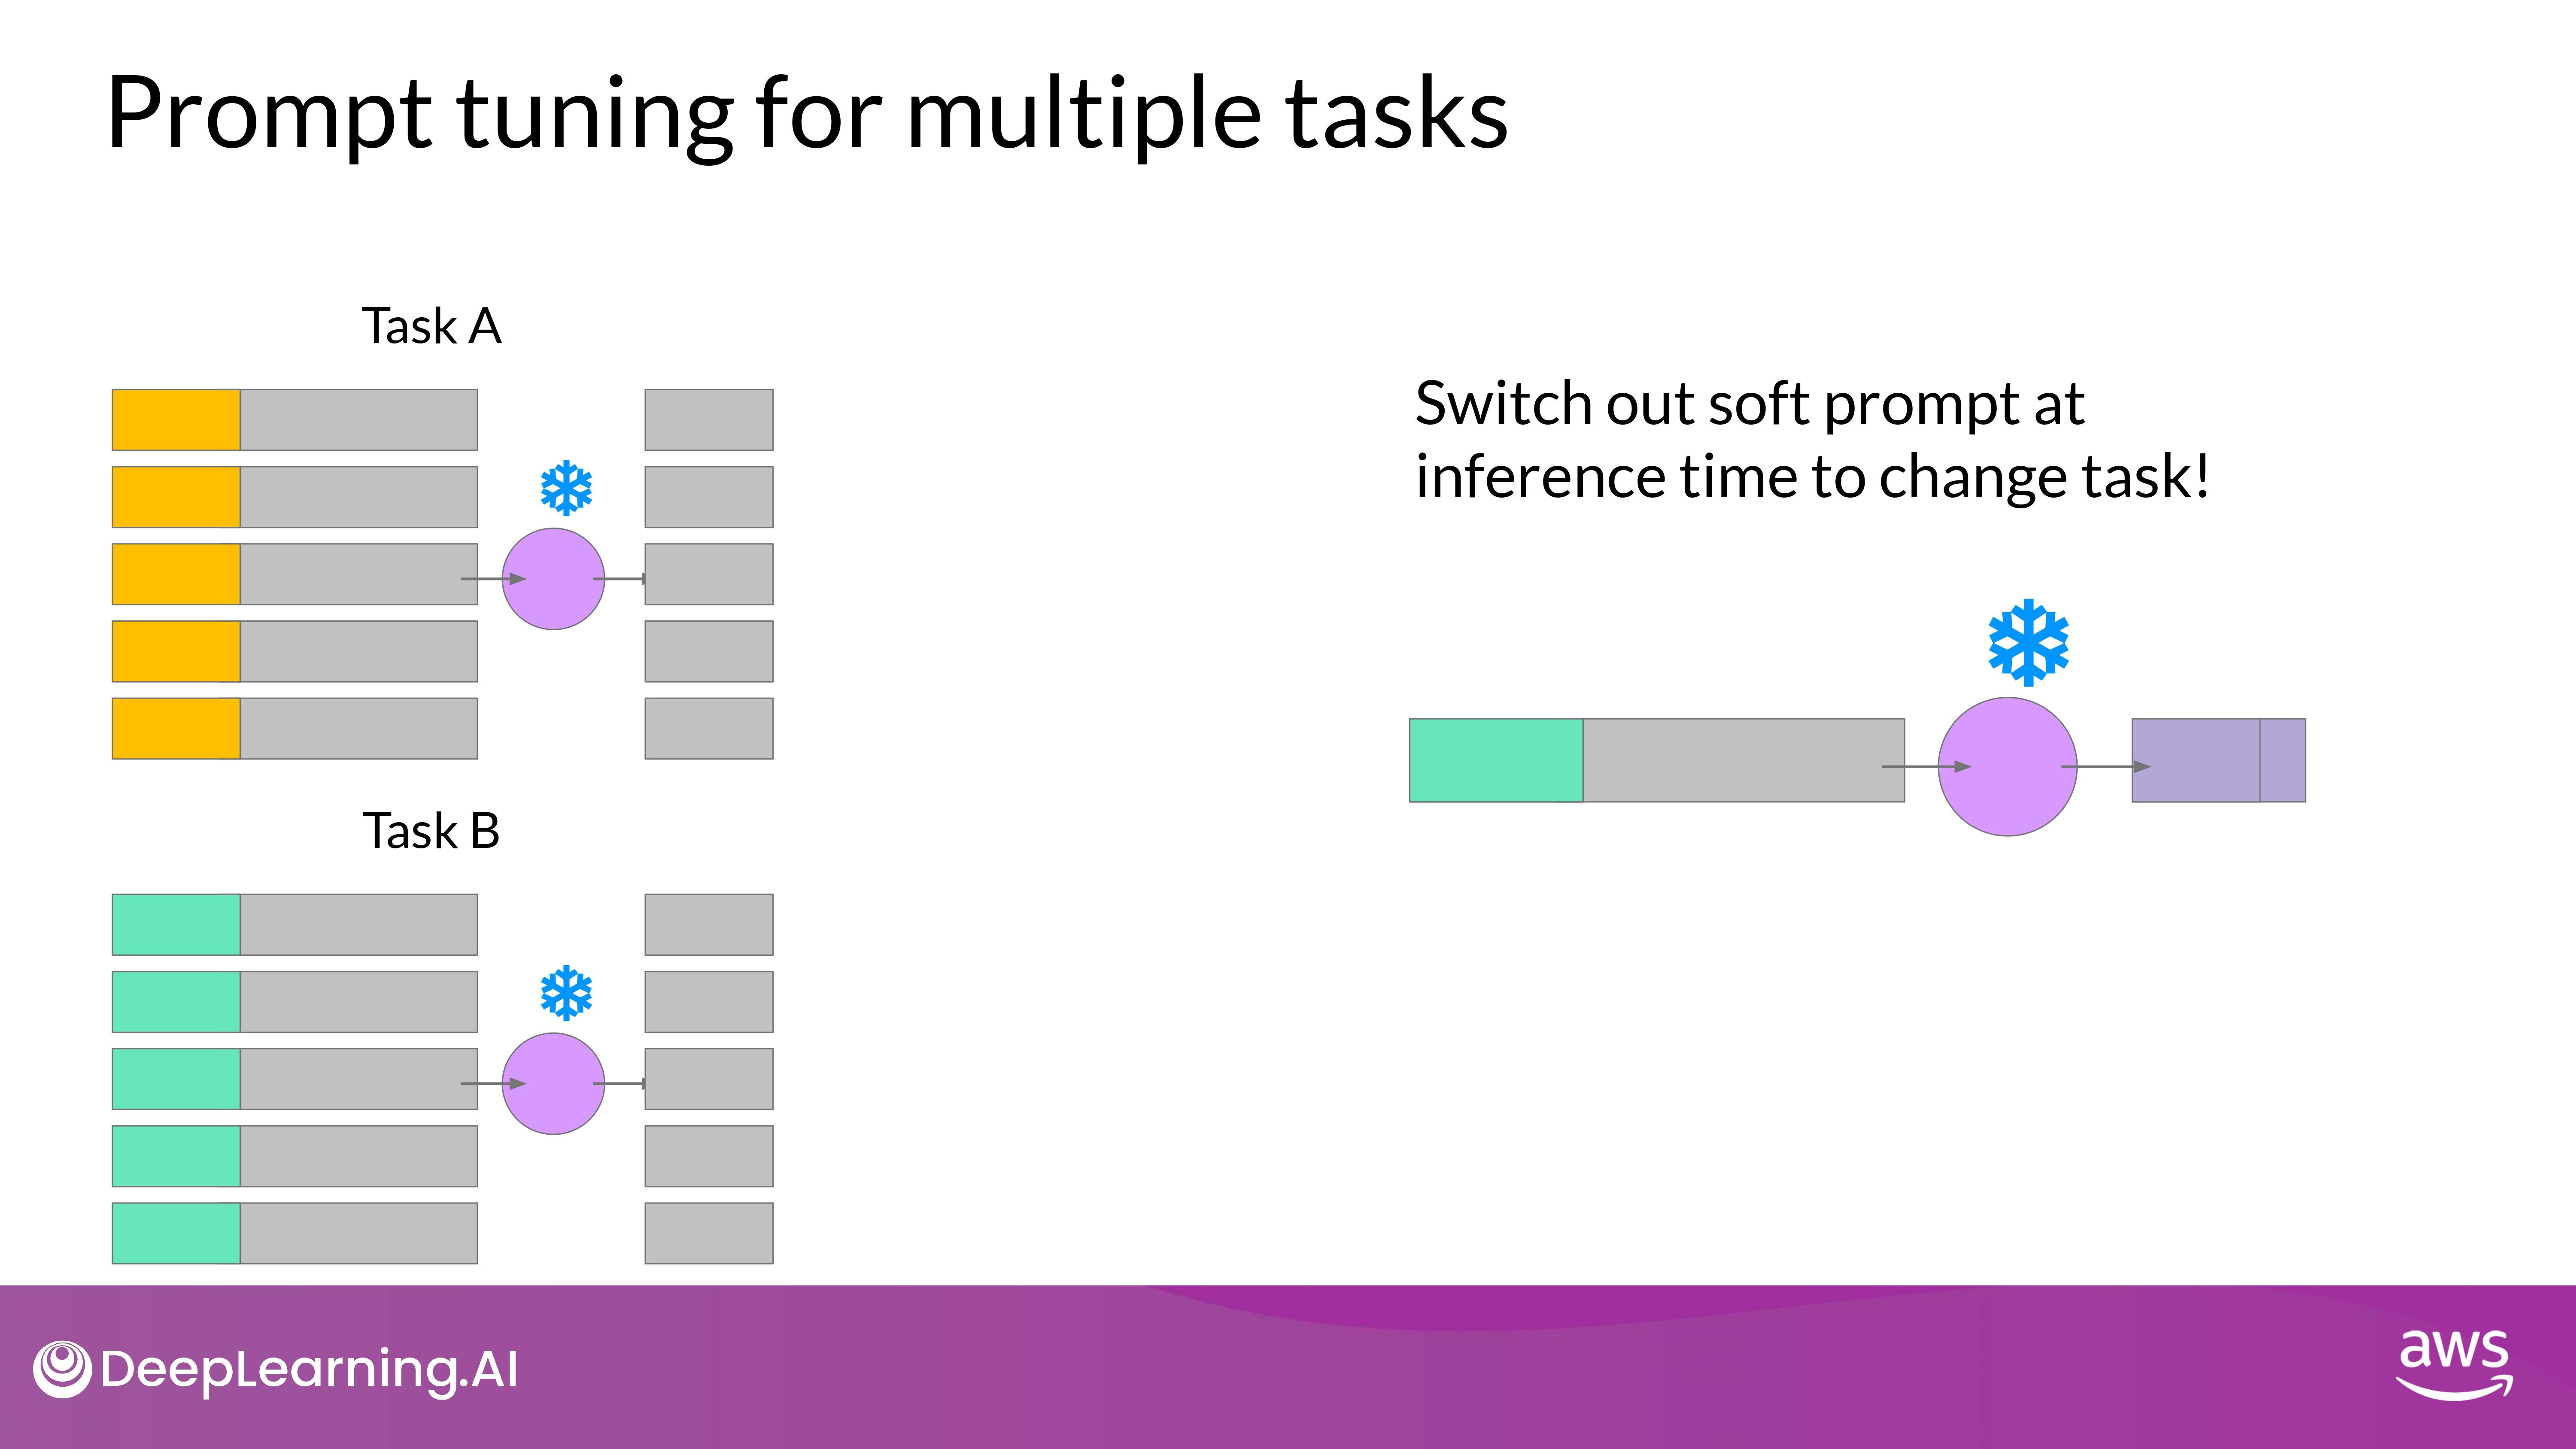 Prompt tuning for multiple tasks
Task A
Switch out soft prompt at
inference time to change task!
Task B
DeepLearning.AI
aws